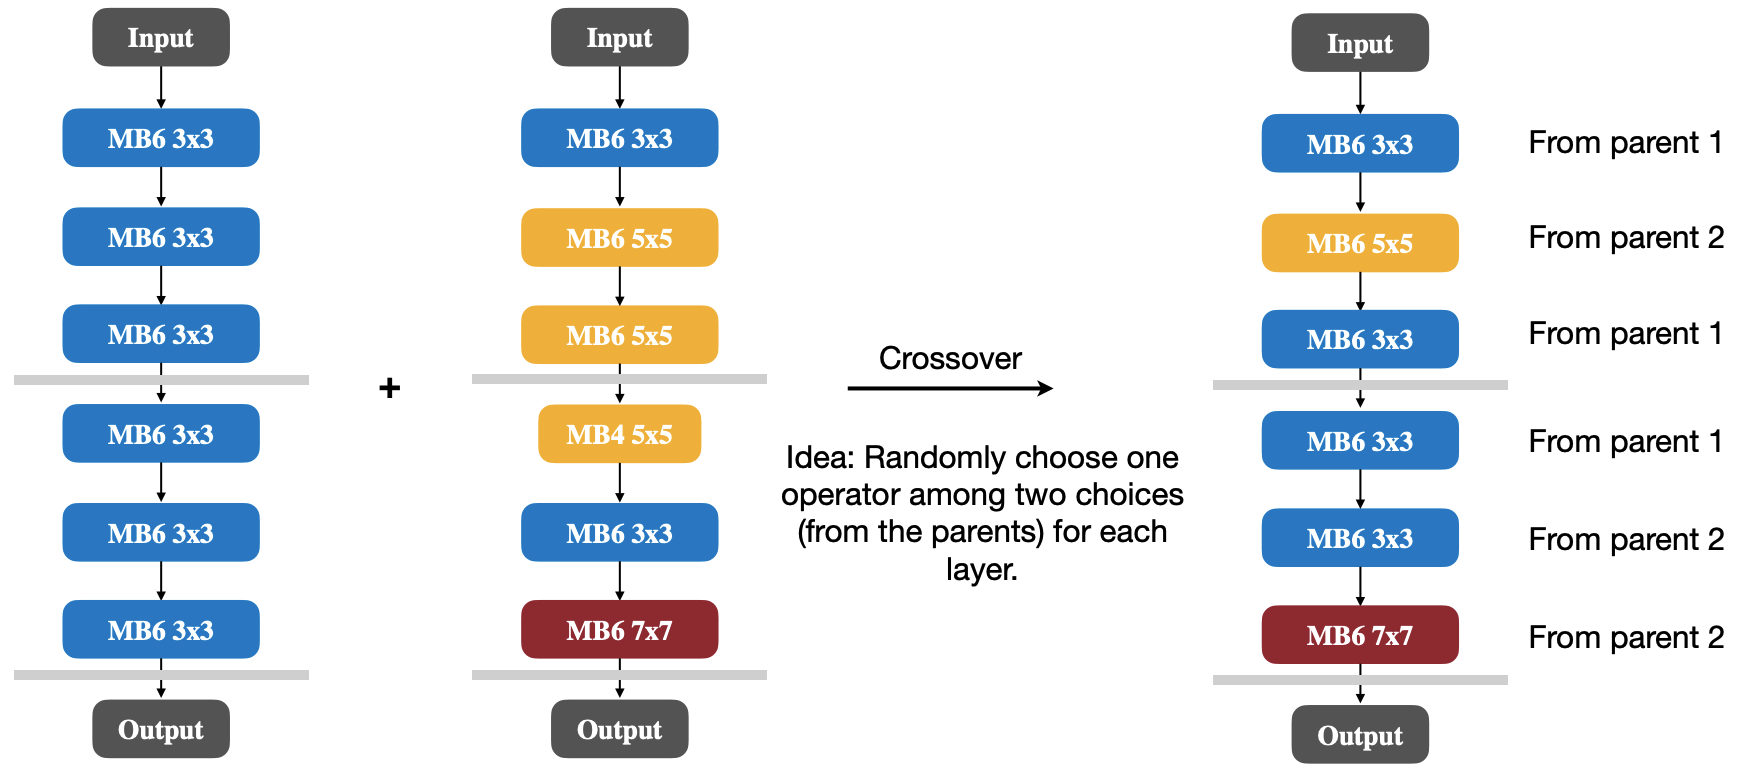 Input
MB6 3x3
MB6 3x3
MB6 3x3
MB6 3x3
MB6 3x3
MB6 3x3
Output
+
Input
MB6 3x3
MB6 5x5
MB6 5x5
MB4 5x5
MB6 3x3
MB6 7x7
Output
Crossover
Idea: Randomly choose one
operator among two choices
(from the parents) for each
layer.
Input
MB6 3x3 From parent 1
MB6 5x5 From parent 2
MB6 3x3 From parent 1
MB6 3x3 From parent 1
MB6 3x3 From parent 2
MB6 7x7 From parent 2
Output